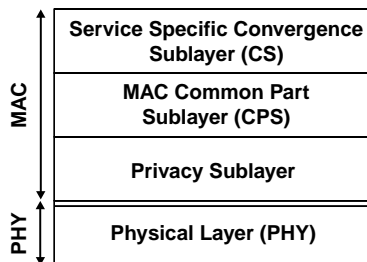 MAC
Service Specific Convergence
Sublayer (CS)
MAC Common Part
Sublayer (CPS)
Privacy Sublayer
PHY
Physical Layer (PHY)